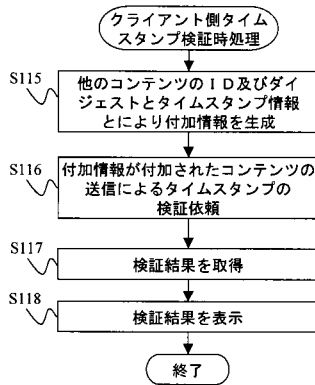 クライアント側タイム
スタンプ検証時処理
S115
他のコンテンツのID及びダイ
ジェストとタイムスタンプ情報
とにより付加情報を生成
S116
付加情報が付加されたコンテンツの
送信によるタイムスタンプの
検証依頼
S117
検証結果を取得
S118
検証結果を表示
終了